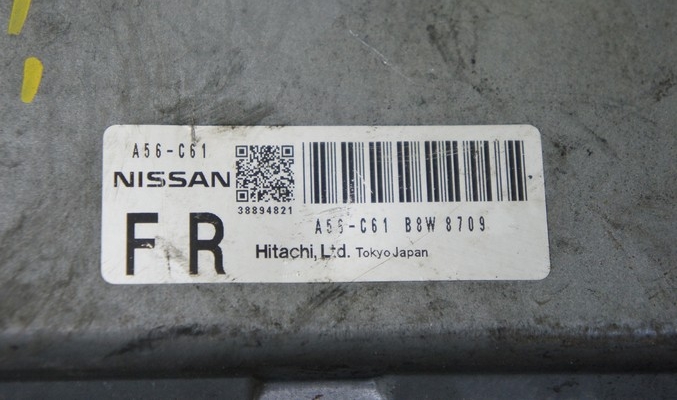 A56-C61
NISSAN
38894821
F R
A56-C61 B8W 8709
Hitachi, Ltd. Tokyo Japan